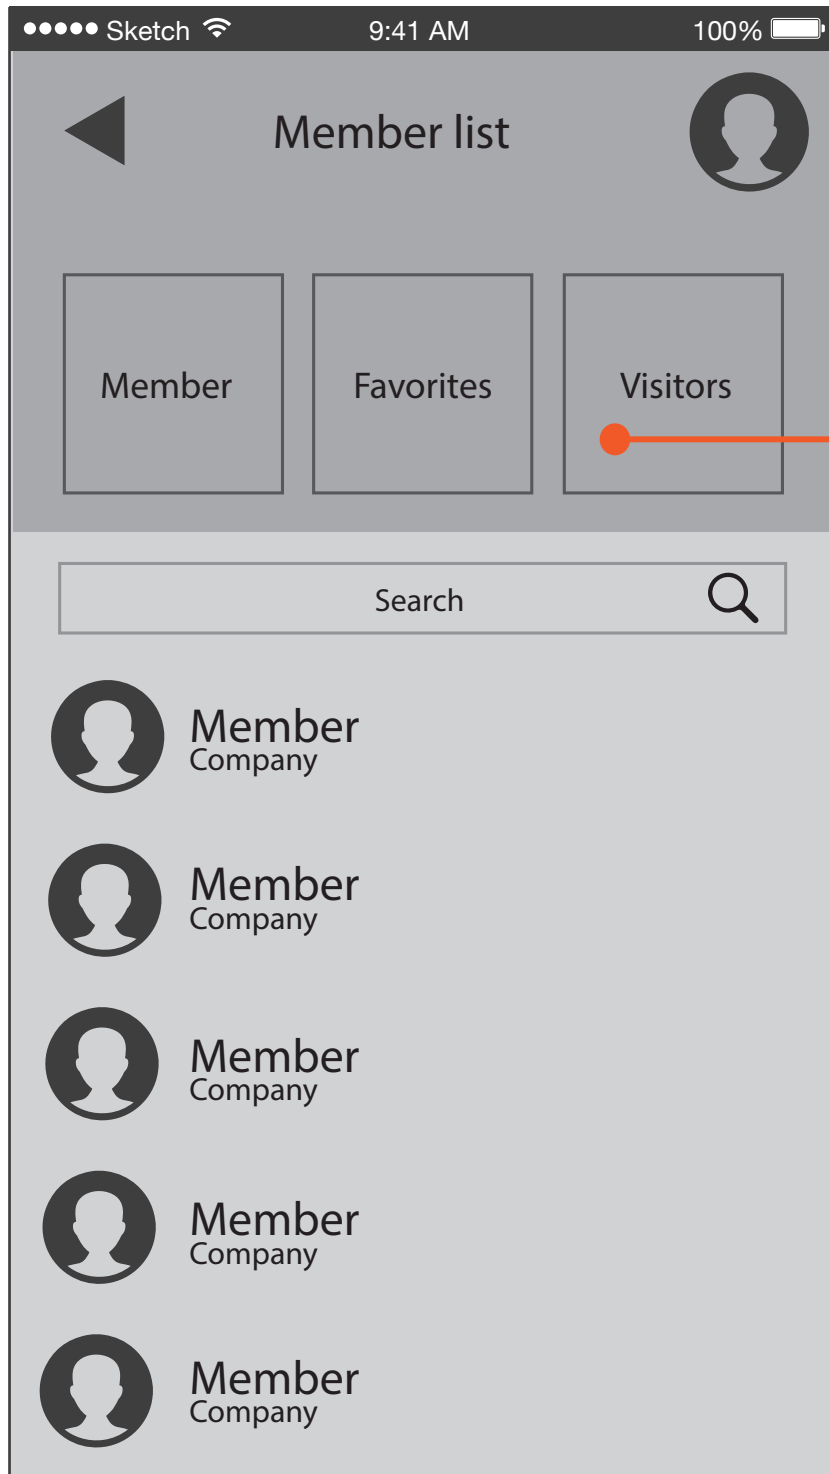 Sketch 9:41 AM 100%
Member list
Member Favorites Visitors
Search
Member
Company
Member
Company
Member
Company
Member
Company
Member
Company